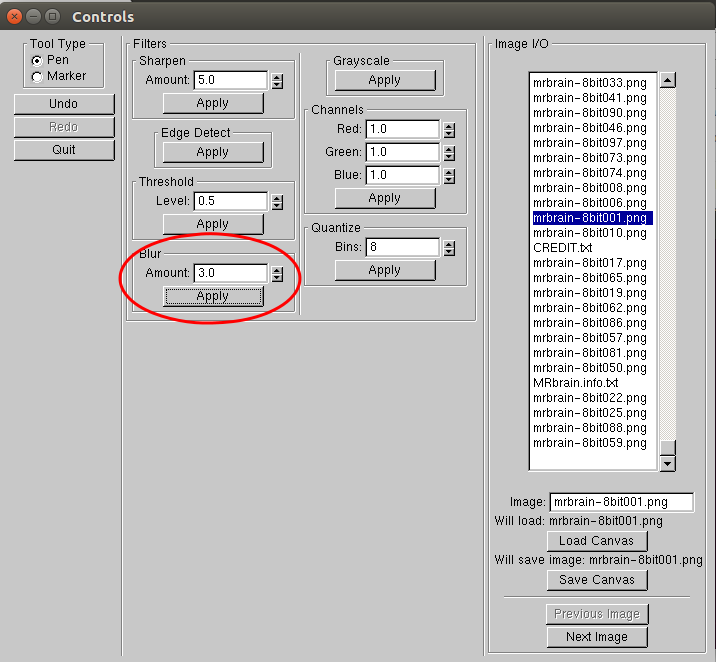 Controls
Tool Type
Pen
Marker
Undo
Redo
Quit
Filters
Sharpen
Amount: 5.0
Apply
Edge Detect
Apply
Threshold
Level: 0.5
Apply
Blur
Amount: 3.0
Apply
Grayscale
Apply
Channels
Red: 1.0
Green: 1.0
Blue: 1.0
Apply
Quantize
Bins: 8
Apply
Image I/O
mrbrain-8bit033.png
mrbrain-8bit041.png
mrbrain-8bit090.png
mrbrain-8bit046.png
mrbrain-8bit097.png
mrbrain-8bit073.png
mrbrain-8bit074.png
mrbrain-8bit008.png
mrbrain-8bit006.png
mrbrain-8bit001.png
mrbrain-8bit010.png
CREDIT.txt
mrbrain-8bit017.png
mrbrain-8bit065.png
mrbrain-8bit019.png
mrbrain-8bit062.png
mrbrain-8bit086.png
mrbrain-8bit057.png
mrbrain-8bit081.png
mrbrain-8bit050.png
MRbrain.info.txt
mrbrain-8bit022.png
mrbrain-8bit025.png
mrbrain-8bit088.png
mrbrain-8bit059.png
Image: mrbrain-8bit001.png
Will load: mrbrain-8bit001.png
Load Canvas
Will save image: mrbrain-8bit001.png
Save Canvas
Previous Image
Next Image